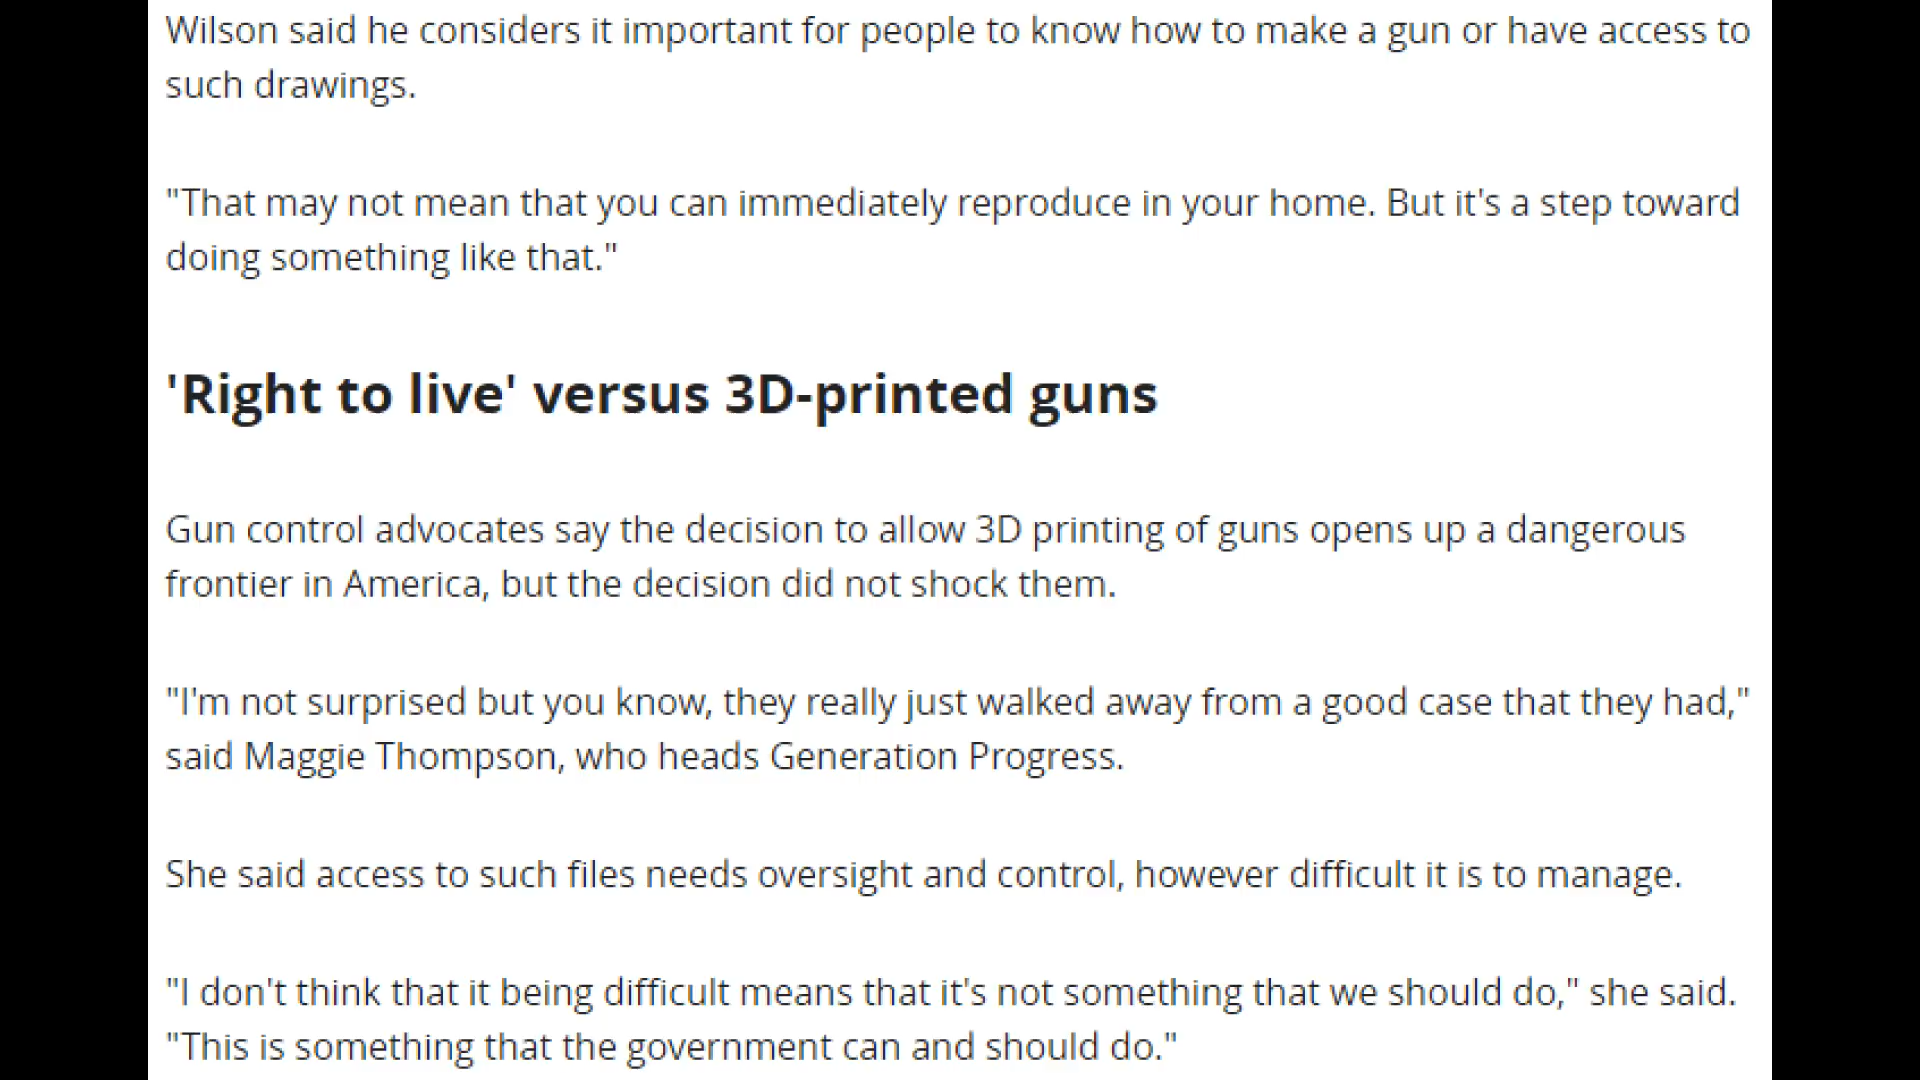 Wilson said he considers it important for people to know how to make a gun or have access to
such drawings.
"That may not mean that you can immediately reproduce in your home. But it's a step toward
doing something like that."
'Right to live' versus 3D-printed guns
Gun control advocates say the decision to allow 3D printing of guns opens up a dangerous
frontier in America, but the decision did not shock them.
"I'm not surprised but you know, they really just walked away from a good case that they had,"
said Maggie Thompson, who heads Generation Progress.
She said access to such files needs oversight and control, however difficult it is to manage.
"I don't think that it being difficult means that it's not something that we should do," she said.
"This is something that the government can and should do."